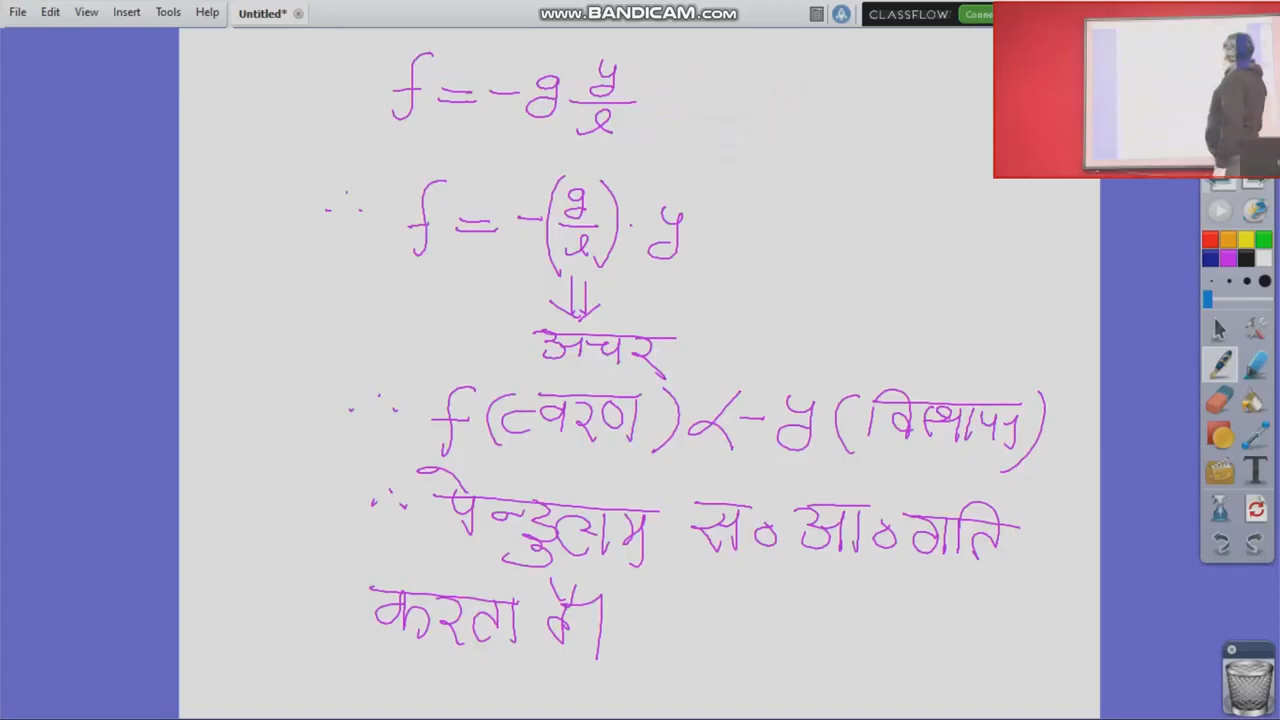 File Edit View Insert Tools Help Untitled* www.BANDICAM.com CLASSFLOW Conne
f = - g y/l
∴ f = -(g/l) · y
⇓
अचर
∴ f (त्वरण) ∝ - y (विस्थापन)
∴ पेन्डुलम स० आ० गति
करता है।
T